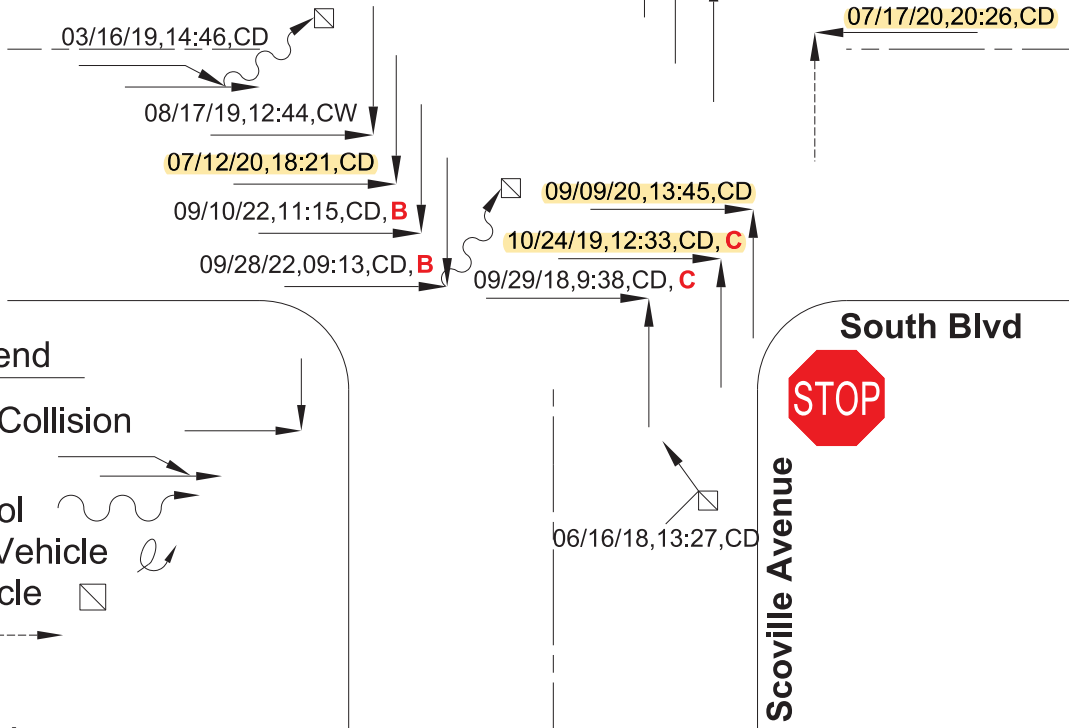 07/17/20,20:26,CD
03/16/19,14:46,CD
08/17/19,12:44,CW
07/12/20,18:21,CD
09/09/20,13:45,CD
09/10/22,11:15,CD,B
10/24/19,12:33,CD, C
09/28/22,09:13,CD,B
09/29/18,9:38,CD, C
South Blvd
end
STOP
Collision
ol
Vehicle
cle
06/16/18,13:27,CD
Scoville Avenue